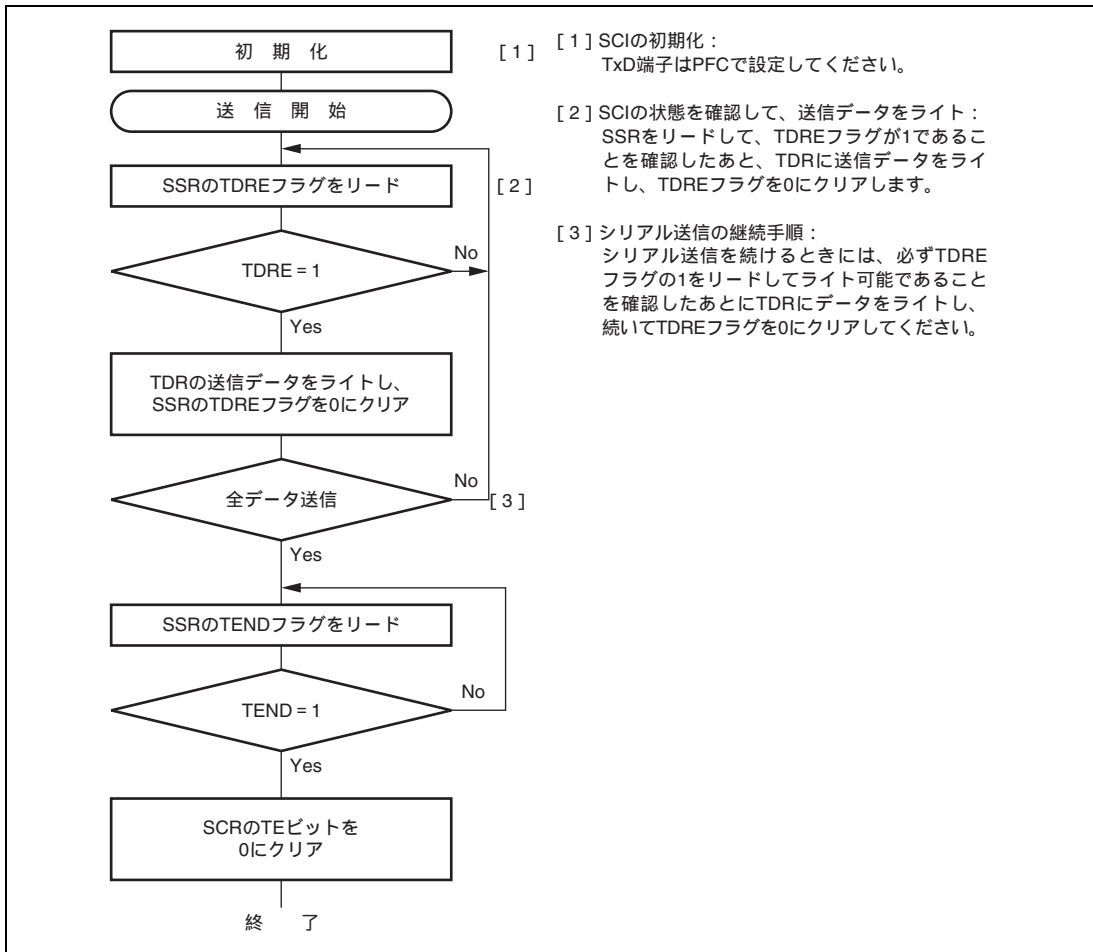 初 期 化
[ 1 ]
送 信 開 始
SSRのTDREフラグをリード
[ 2 ]
TDRE = 1
No
Yes
TDRの送信データをライトし、
SSRのTDREフラグを0にクリア
全データ送信
No
[ 3 ]
Yes
SSRのTENDフラグをリード
TEND = 1
No
Yes
SCRのTEビットを
0にクリア
終 了
[ 1 ] SCIの初期化：
TxD端子はPFCで設定してください。
[ 2 ] SCIの状態を確認して、送信データをライト：
SSRをリードして、TDREフラグが1であるこ
とを確認したあと、TDRに送信データをライ
トし、TDREフラグを0にクリアします。
[ 3 ] シリアル送信の継続手順：
シリアル送信を続けるときには、必ずTDRE
フラグの1をリードしてライト可能であること
を確認したあとにTDRにデータをライトし、
続いてTDREフラグを0にクリアしてください。